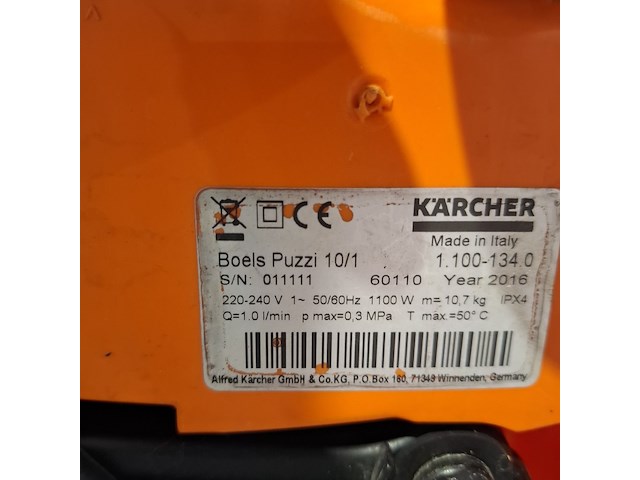 CE KÄRCHER
Made in Italy
Boels Puzzi 10/1 1.100-134.0
S/N: 011111 60110 Year 2016
220-240 V 1~ 50/60Hz 1100 W m= 10,7 kg IPX4
Q=1.0 l/min p max=0,3 MPa T max.=50° C
Alfred Kärcher GmbH & Co.KG, P.O.Box 160, 71349 Winnenden, Germany